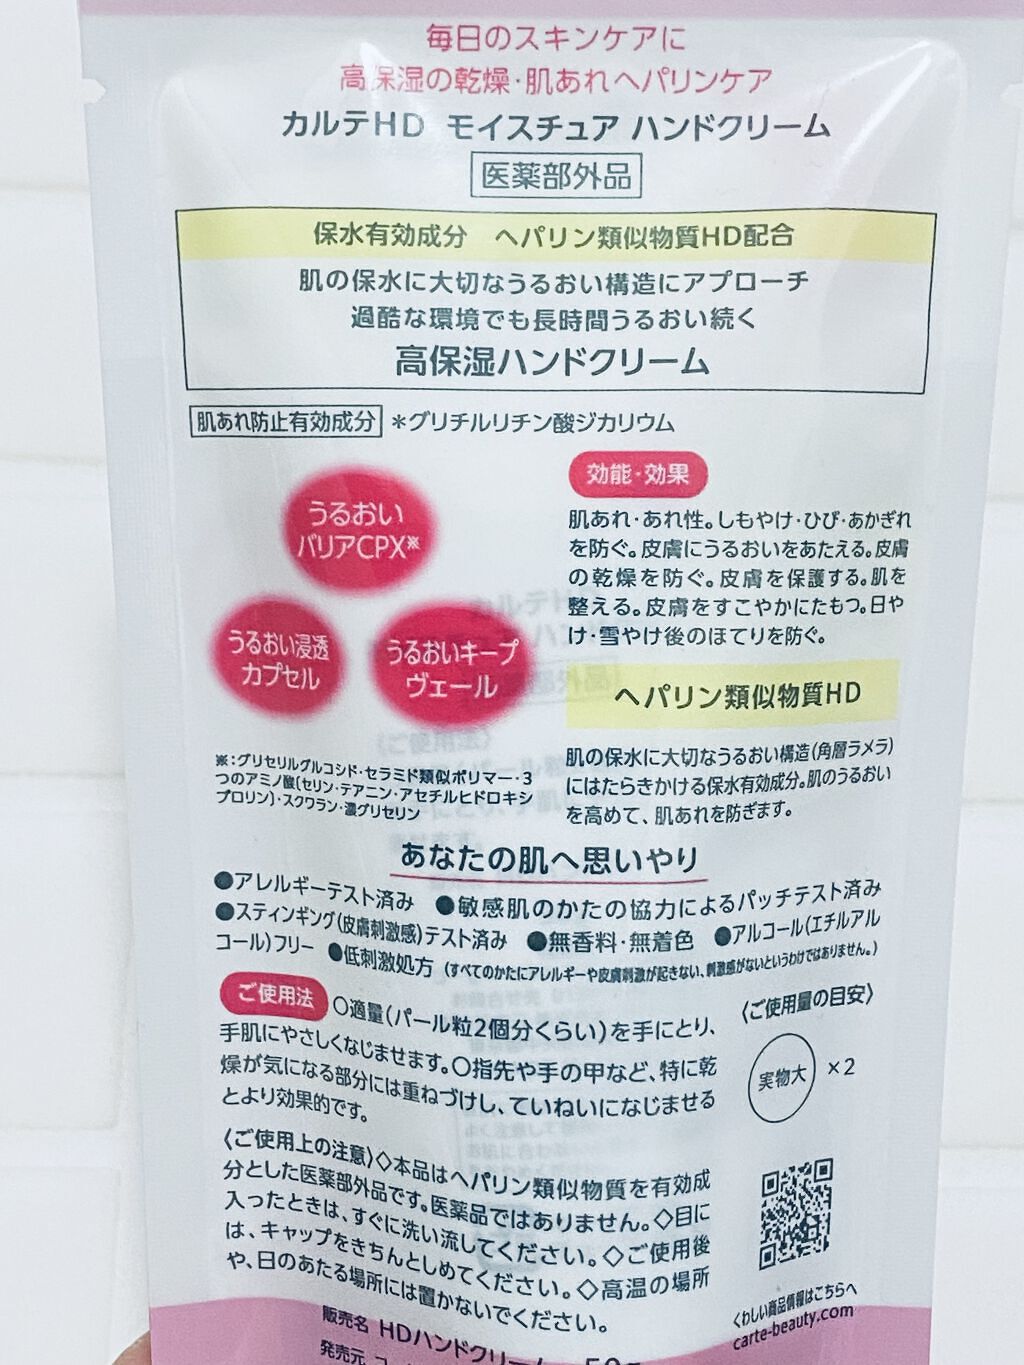 毎日のスキンケアに
高保湿の乾燥・肌あれヘパリンケア
カルテHD モイスチュア ハンドクリーム
医薬部外品
保水有効成分 ヘパリン類似物質HD配合
肌の保水に大切なうるおい構造にアプローチ
過酷な環境でも長時間うるおい続く
高保湿ハンドクリーム
肌あれ防止有効成分 *グリチルリチン酸ジカリウム
うるおい
バリアCPX※
うるおい浸透
カプセル
うるおいキープ
ヴェール
※:グリセリルグルコシド・セラミド類似ポリマー・3
つのアミノ酸(セリン・テアニン・アセチルヒドロキシ
プロリン)・スクワラン・濃グリセリン
効能・効果
肌あれ・あれ性。しもやけ・ひび・あかぎれ
を防ぐ。皮膚にうるおいをあたえる。皮膚
の乾燥を防ぐ。皮膚を保護する。肌を
整える。皮膚をすこやかにたもつ。日や
け・雪やけ後のほてりを防ぐ。
ヘパリン類似物質HD
肌の保水に大切なうるおい構造(角層ラメラ)
にはたらきかける保水有効成分。肌のうるおい
を高めて、肌あれを防ぎます。
あなたの肌へ思いやり
●アレルギーテスト済み ●敏感肌のかたの協力によるパッチテスト済み
●スティンギング(皮膚刺激感)テスト済み ●無香料・無着色 ●アルコール(エチルアル
コール)フリー ●低刺激処方 (すべてのかたにアレルギーや皮膚刺激が起きない、刺激感がないというわけではありません。)
ご使用法 ○適量(パール粒2個分くらい)を手にとり、
手肌にやさしくなじませます。○指先や手の甲など、特に乾
燥が気になる部分には重ねづけし、ていねいになじませる
とより効果的です。
〈ご使用量の目安〉
実物大 ×2
〈ご使用上の注意〉◇本品はヘパリン類似物質を有効成
分とした医薬部外品です。医薬品ではありません。◇目に
入ったときは、すぐに洗い流してください。◇ご使用後
は、キャップをきちんとしめてください。◇高温の場所
や、日のあたる場所には置かないでください。
くわしい商品情報はこちらへ
carte-beauty.com
販売名 HDハンドクリーム
発売元